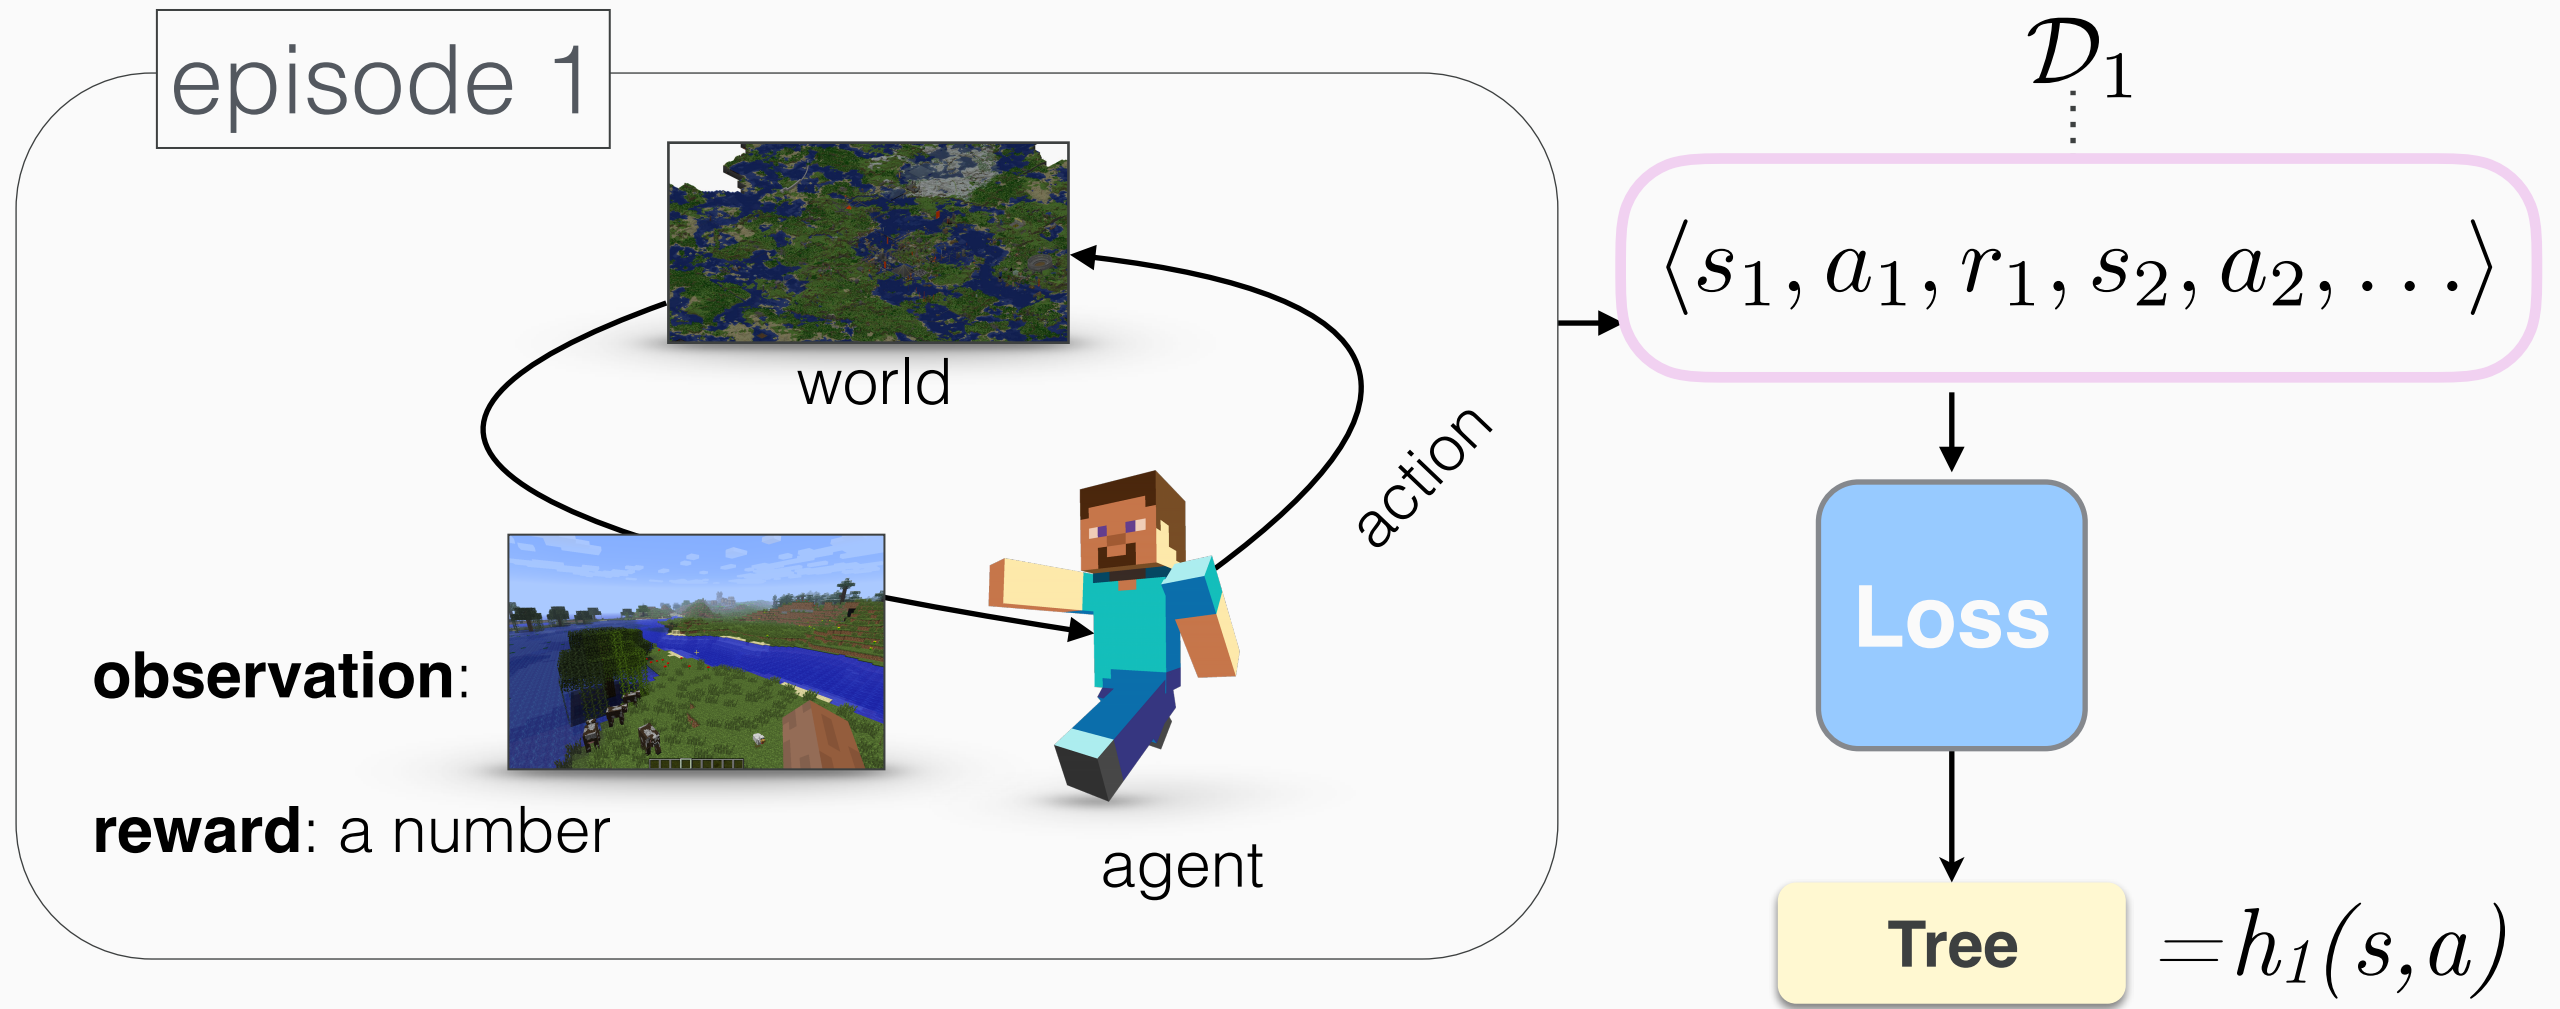 episode 1
world
action
observation:
reward: a number
agent
𝒟₁
⟨s₁, a₁, r₁, s₂, a₂, . . .⟩
Loss
Tree
=h₁(s,a)